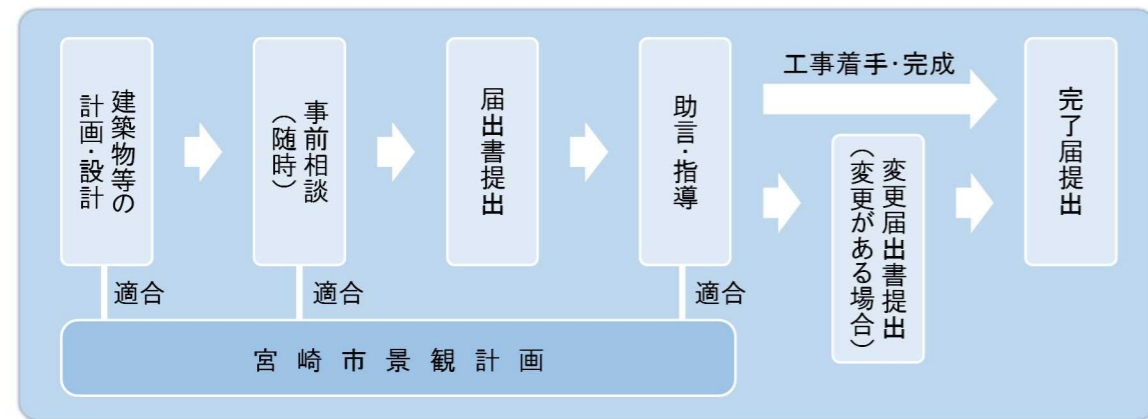 建築物等の
計画・設計
事前相談
（随時）
届出書提出
助言・指導
工事着手・完成
変更届出書提出
（変更がある場合）
完了届提出
適合
適合
適合
宮崎市景観計画